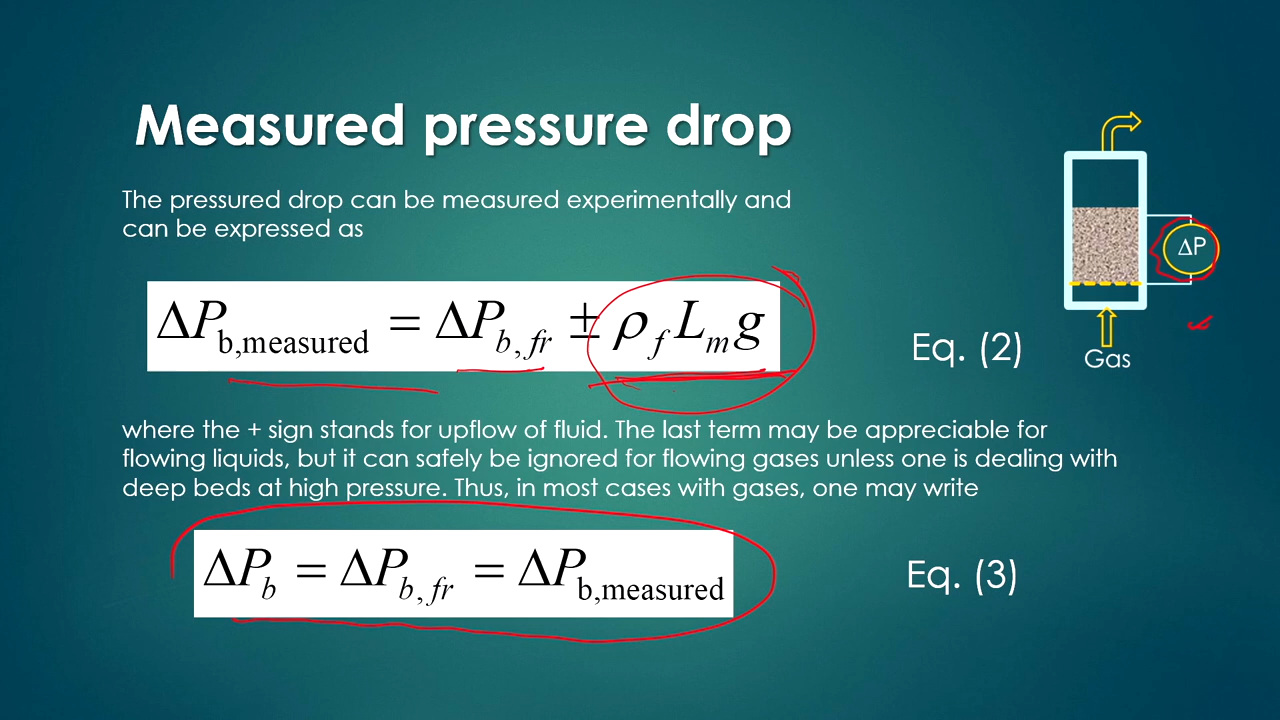 Measured pressure drop
The pressured drop can be measured experimentally and
can be expressed as
ΔP
ΔP_b,measured = ΔP_b,fr ± ρ_f L_m g
Eq. (2)
Gas
where the + sign stands for upflow of fluid. The last term may be appreciable for
flowing liquids, but it can safely be ignored for flowing gases unless one is dealing with
deep beds at high pressure. Thus, in most cases with gases, one may write
ΔP_b = ΔP_b,fr = ΔP_b,measured
Eq. (3)